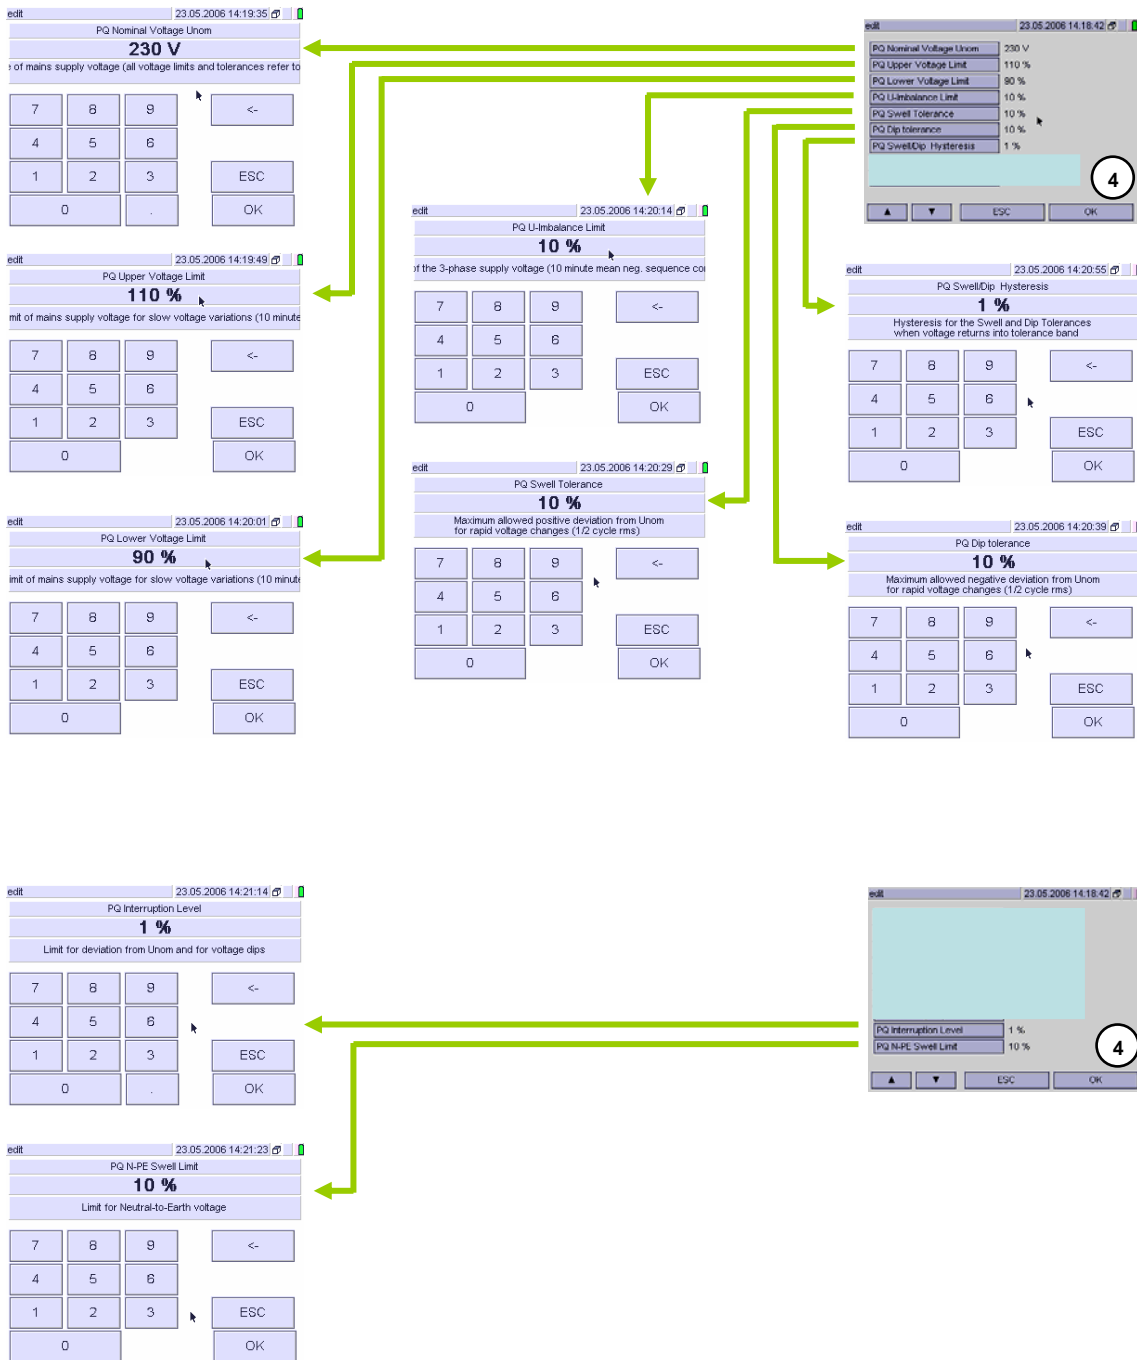 edit 23.05.2006 14:19:35
PQ Nominal Voltage Unom
230 V
e of mains supply voltage (all voltage limits and tolerances refer to
7 8 9 <-
4 5 6
1 2 3 ESC
0 . OK
edit 23.05.2006 14:18:42
PQ Nominal Voltage Unom 230 V
PQ Upper Voltage Limit 110 %
PQ Lower Voltage Limit 90 %
PQ U-Imbalance Limit 10 %
PQ Swell Tolerance 10 %
PQ Dip tolerance 10 %
PQ Swell/Dip Hysteresis 1 %
4
▲ ▼ ESC OK
edit 23.05.2006 14:19:49
PQ Upper Voltage Limit
110 %
mit of mains supply voltage for slow voltage variations (10 minute
7 8 9 <-
4 5 6
1 2 3 ESC
0 OK
edit 23.05.2006 14:20:14
PQ U-Imbalance Limit
10 %
of the 3-phase supply voltage (10 minute mean neg. sequence co
7 8 9 <-
4 5 6
1 2 3 ESC
0 OK
edit 23.05.2006 14:20:55
PQ Swell/Dip Hysteresis
1 %
Hysteresis for the Swell and Dip Tolerances
when voltage returns into tolerance band
7 8 9 <-
4 5 6
1 2 3 ESC
0 OK
edit 23.05.2006 14:20:01
PQ Lower Voltage Limit
90 %
imit of mains supply voltage for slow voltage variations (10 minute
7 8 9 <-
4 5 6
1 2 3 ESC
0 OK
edit 23.05.2006 14:20:29
PQ Swell Tolerance
10 %
Maximum allowed positive deviation from Unom
for rapid voltage changes (1/2 cycle rms)
7 8 9 <-
4 5 6
1 2 3 ESC
0 OK
edit 23.05.2006 14:20:39
PQ Dip tolerance
10 %
Maximum allowed negative deviation from Unom
for rapid voltage changes (1/2 cycle rms)
7 8 9 <-
4 5 6
1 2 3 ESC
0 OK
edit 23.05.2006 14:21:14
PQ Interruption Level
1 %
Limit for deviation from Unom and for voltage dips
7 8 9 <-
4 5 6
1 2 3 ESC
0 . OK
edit 23.05.2006 14:18:42
PQ Interruption Level 1 %
PQ N-PE Swell Limit 10 %
4
▲ ▼ ESC OK
edit 23.05.2006 14:21:23
PQ N-PE Swell Limit
10 %
Limit for Neutral-to-Earth voltage
7 8 9 <-
4 5 6
1 2 3 ESC
0 OK